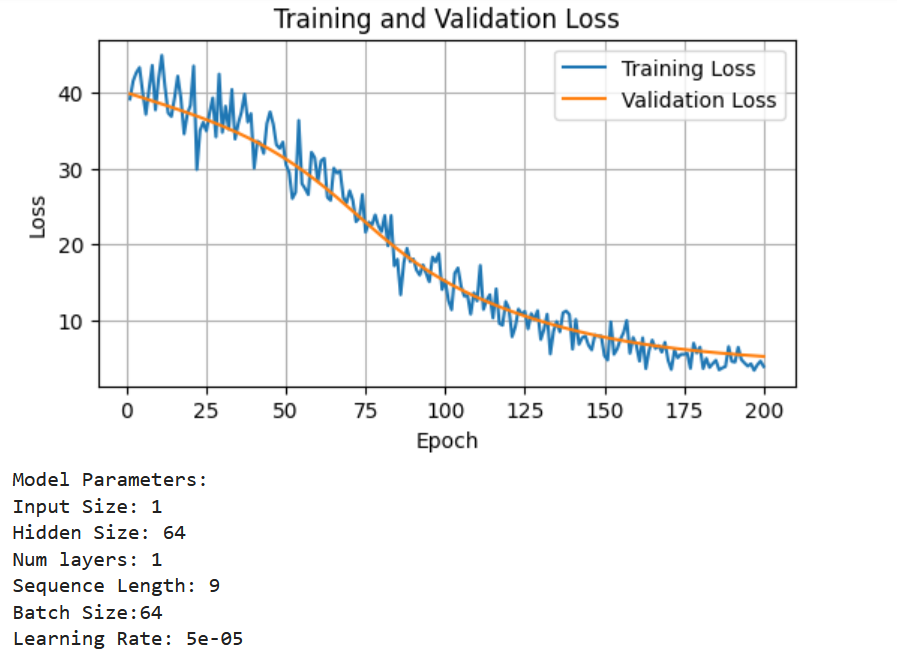 Training and Validation Loss
Training Loss
Validation Loss
40
30
20
10
Loss
0 25 50 75 100 125 150 175 200
Epoch
Model Parameters:
Input Size: 1
Hidden Size: 64
Num layers: 1
Sequence Length: 9
Batch Size:64
Learning Rate: 5e-05